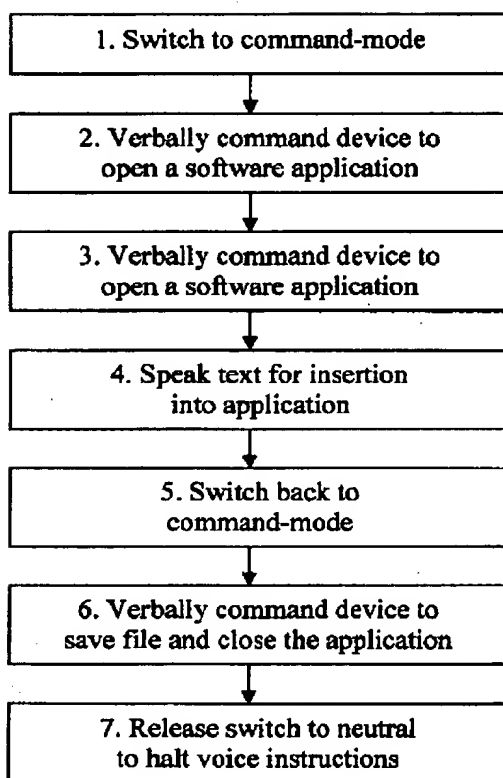 1. Switch to command-mode
2. Verbally command device to
open a software application
3. Verbally command device to
open a software application
4. Speak text for insertion
into application
5. Switch back to
command-mode
6. Verbally command device to
save file and close the application
7. Release switch to neutral
to halt voice instructions